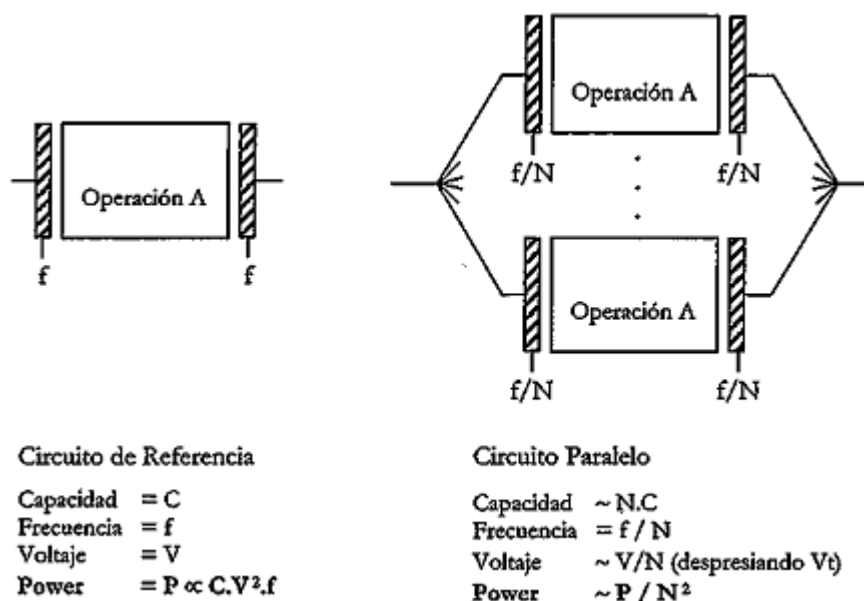 Operación A
f
f
Operación A
f/N
f/N
Operación A
f/N
f/N
Circuito de Referencia
Capacidad = C
Frecuencia = f
Voltaje = V
Power = P ∝ C.V².f
Circuito Paralelo
Capacidad ~ N.C
Frecuencia = f / N
Voltaje ~ V/N (despresiando Vt)
Power ~ P / N²